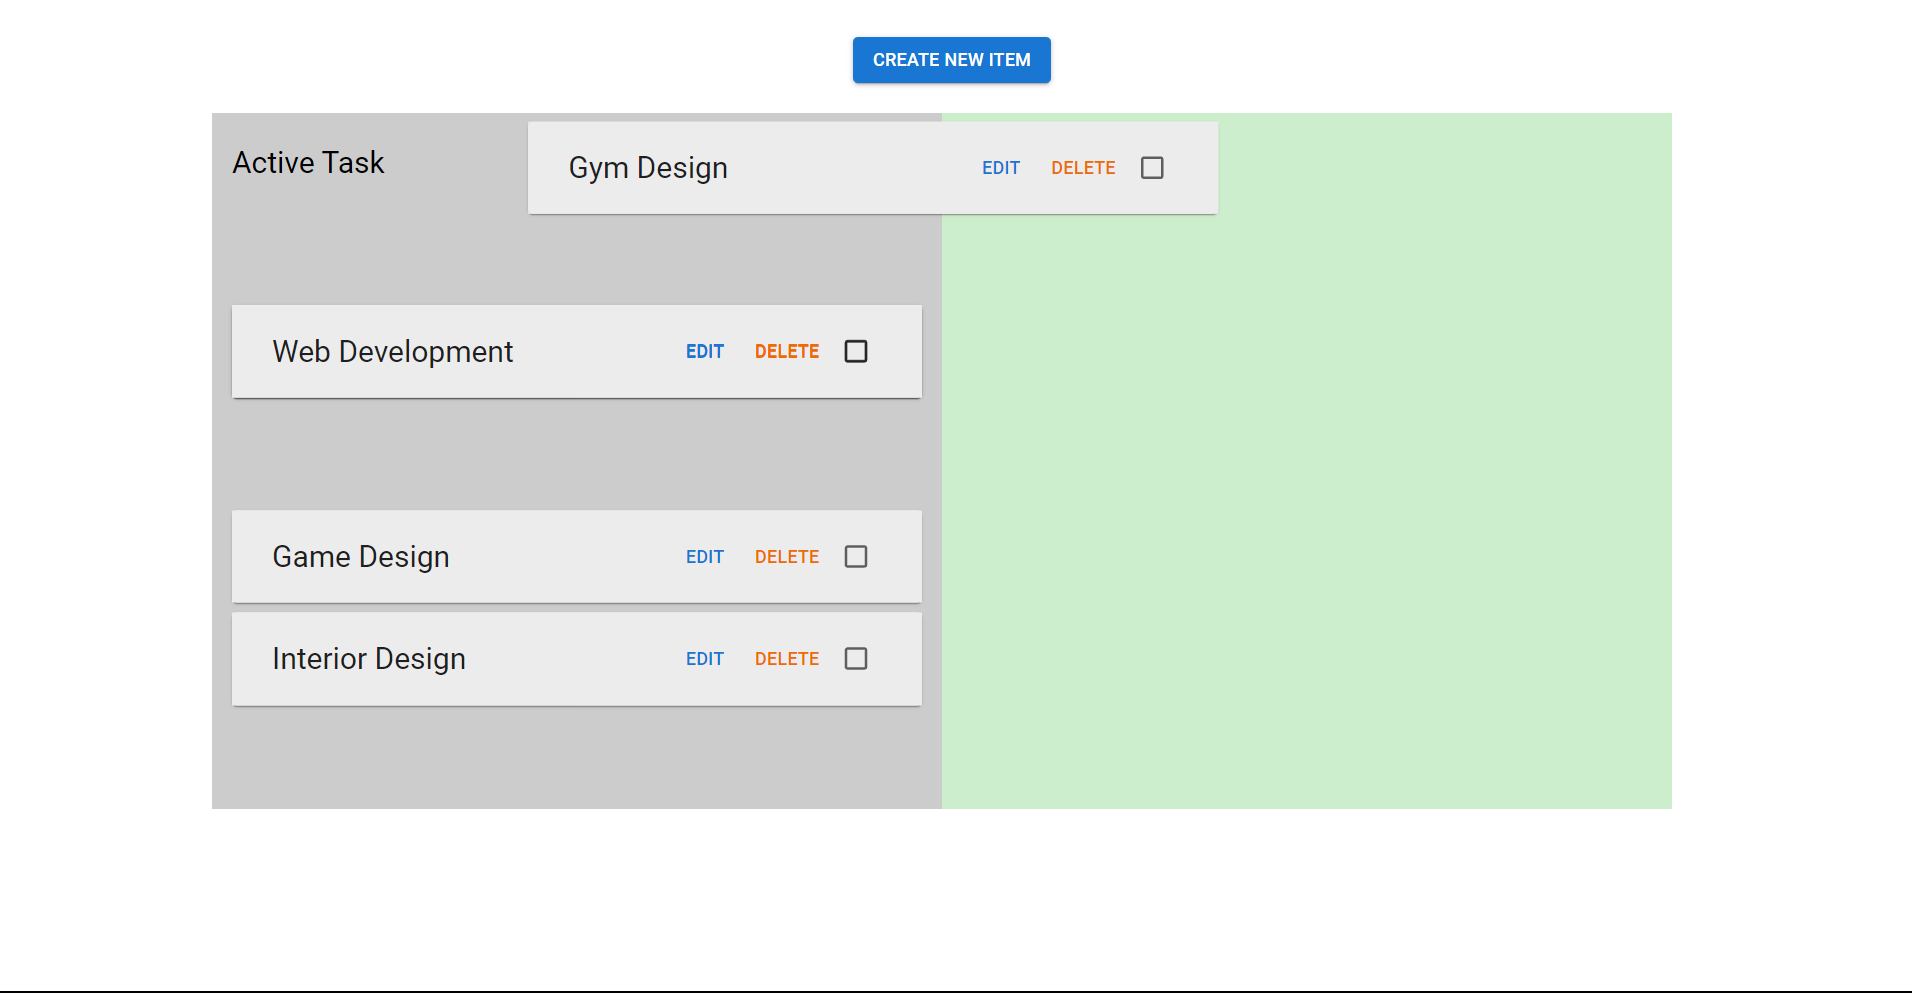 CREATE NEW ITEM
Active Task
Gym Design EDIT DELETE
Web Development EDIT DELETE
Game Design EDIT DELETE
Interior Design EDIT DELETE